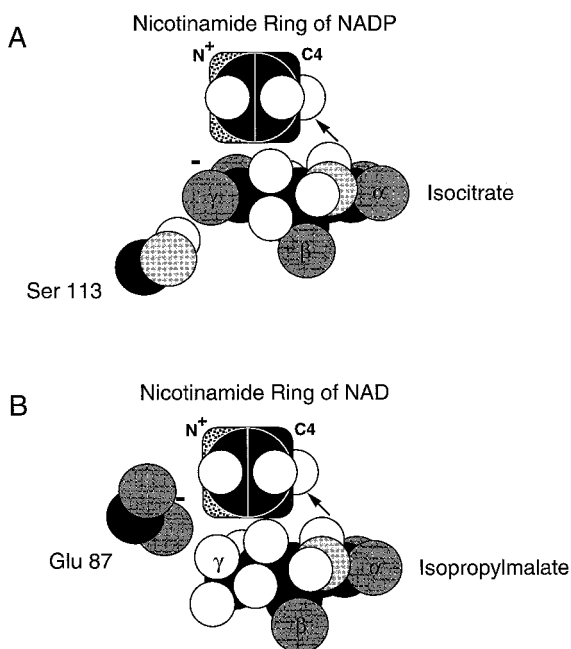 A
Nicotinamide Ring of NADP
N+
C4
-
γ
α
β
Isocitrate
Ser 113
B
Nicotinamide Ring of NAD
N+
C4
-
Glu 87
γ
α
β
Isopropylmalate